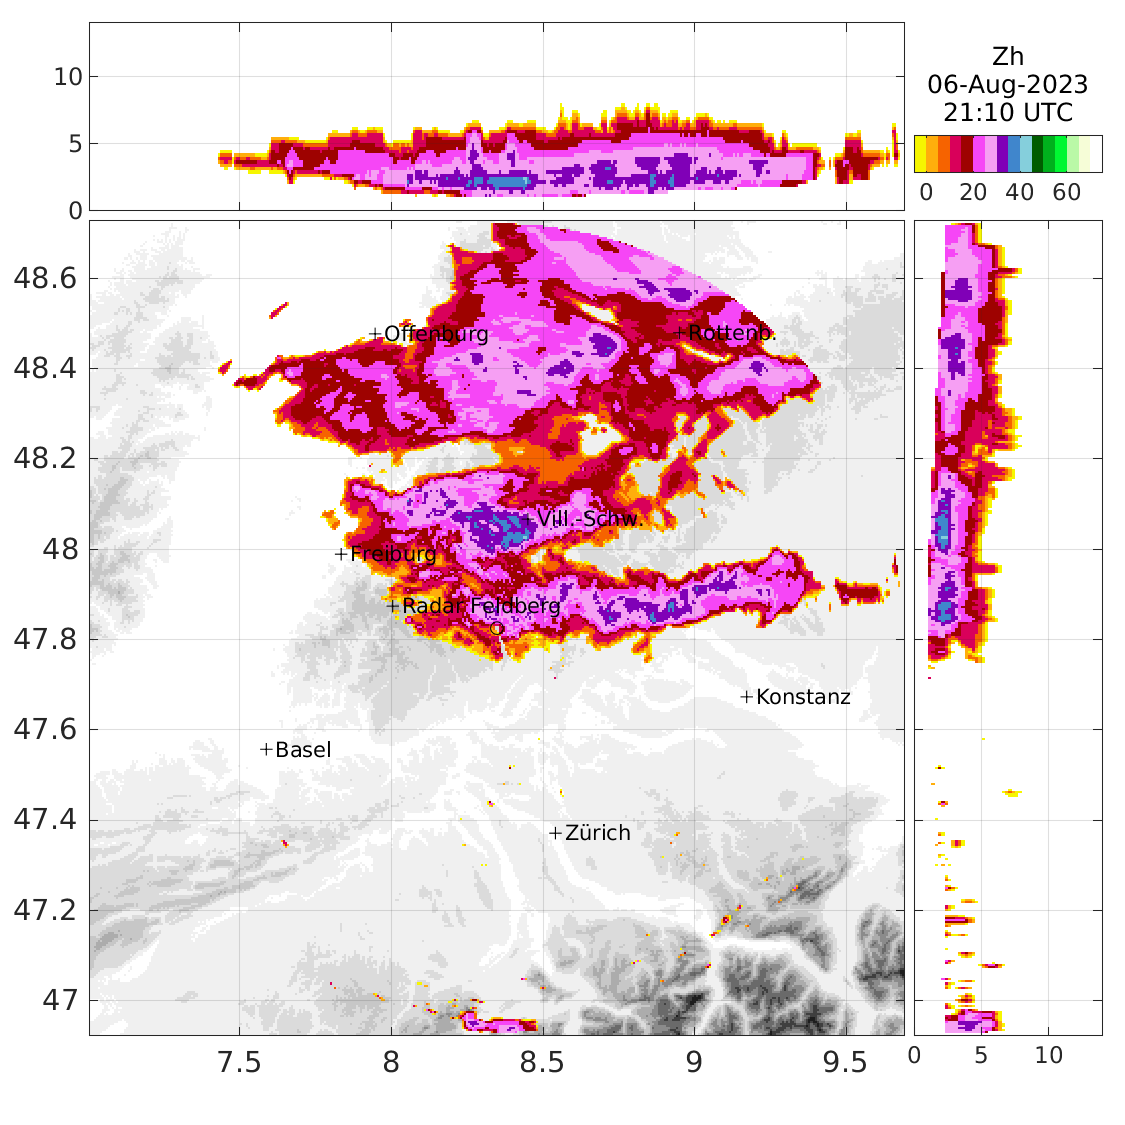 Zh
06-Aug-2023
21:10 UTC
0 20 40 60
10
5
0
48.6
48.4
48.2
48
47.8
47.6
47.4
47.2
47
Offenburg
Rottenb.
Vill.-Schw.
Freiburg
Radar Feldberg
Konstanz
Basel
Zürich
7.5 8 8.5 9 9.5
0 5 10